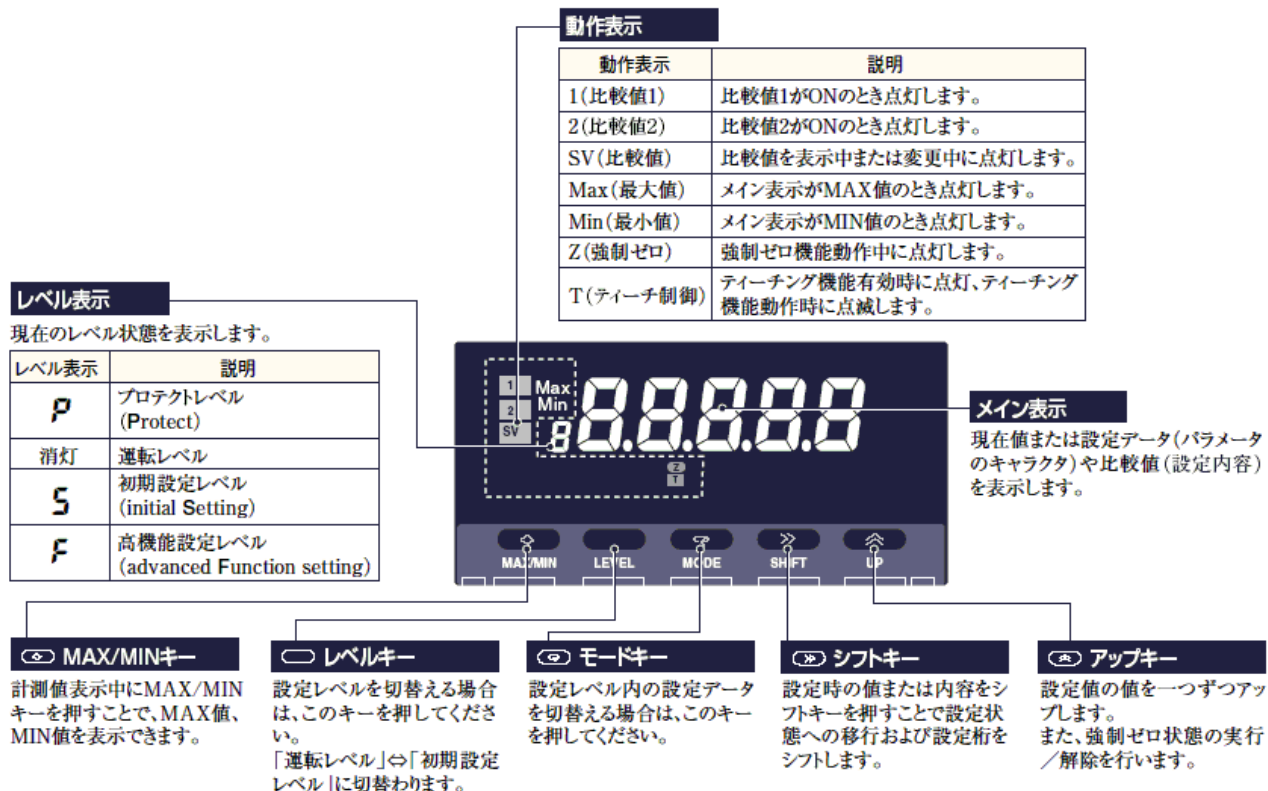 動作表示
動作表示 説明
1(比較値1) 比較値1がONのとき点灯します。
2(比較値2) 比較値2がONのとき点灯します。
SV(比較値) 比較値を表示中または変更中に点灯します。
Max(最大値) メイン表示がMAX値のとき点灯します。
Min(最小値) メイン表示がMIN値のとき点灯します。
Z(強制ゼロ) 強制ゼロ機能動作中に点灯します。
T(ティーチ制御) ティーチング機能有効時に点灯、ティーチング
機能動作時に点滅します。
レベル表示
現在のレベル状態を表示します。
レベル表示 説明
P プロテクトレベル
(Protect)
消灯 運転レベル
S 初期設定レベル
(initial Setting)
F 高機能設定レベル
(advanced Function setting)
1 Max
2 Min
SV
8 8.8.8.8.8
Z
T
MAX/MIN LEVEL MODE SHIFT UP
メイン表示
現在値または設定データ(パラメータ
のキャラクタ)や比較値(設定内容)
を表示します。
MAX/MINキー
計測値表示中にMAX/MIN
キーを押すことで、MAX値、
MIN値を表示できます。
レベルキー
設定レベルを切替える場合
は、このキーを押してくださ
い。
「運転レベル」⇔「初期設定
レベル」に切替わります。
モードキー
設定レベル内の設定データ
を切替える場合は、このキー
を押してください。
シフトキー
設定時の値または内容をシ
フトキーを押すことで設定状
態への移行および設定桁を
シフトします。
アップキー
設定値の値を一つずつアッ
プします。
また、強制ゼロ状態の実行
/解除を行います。